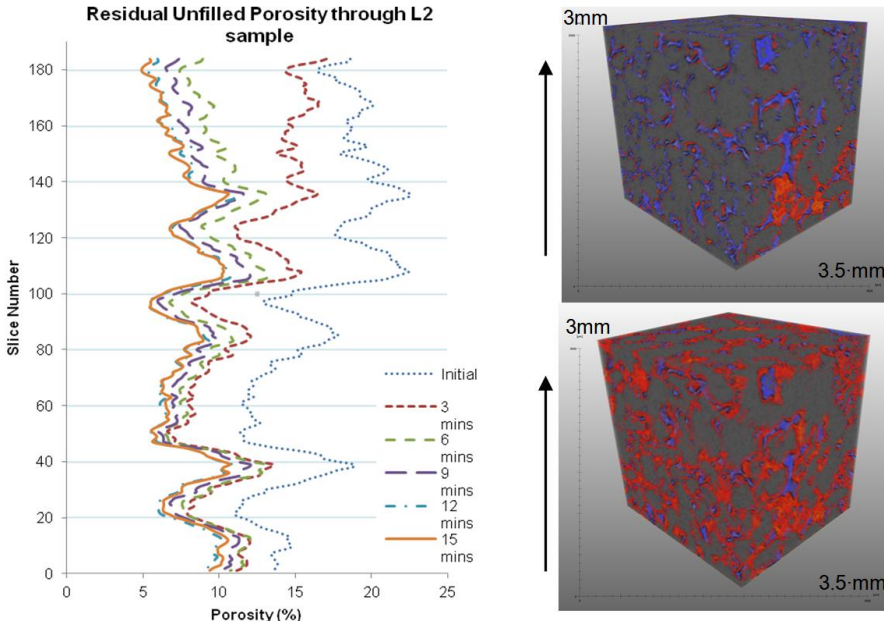 Residual Unfilled Porosity through L2
sample
180
160
140
120
100
80
60
40
20
0
Slice Number
0 5 10 15 20 25
Porosity (%)
Initial
3
mins
6
mins
9
mins
12
mins
15
mins
3mm
3.5·mm
3mm
3.5·mm